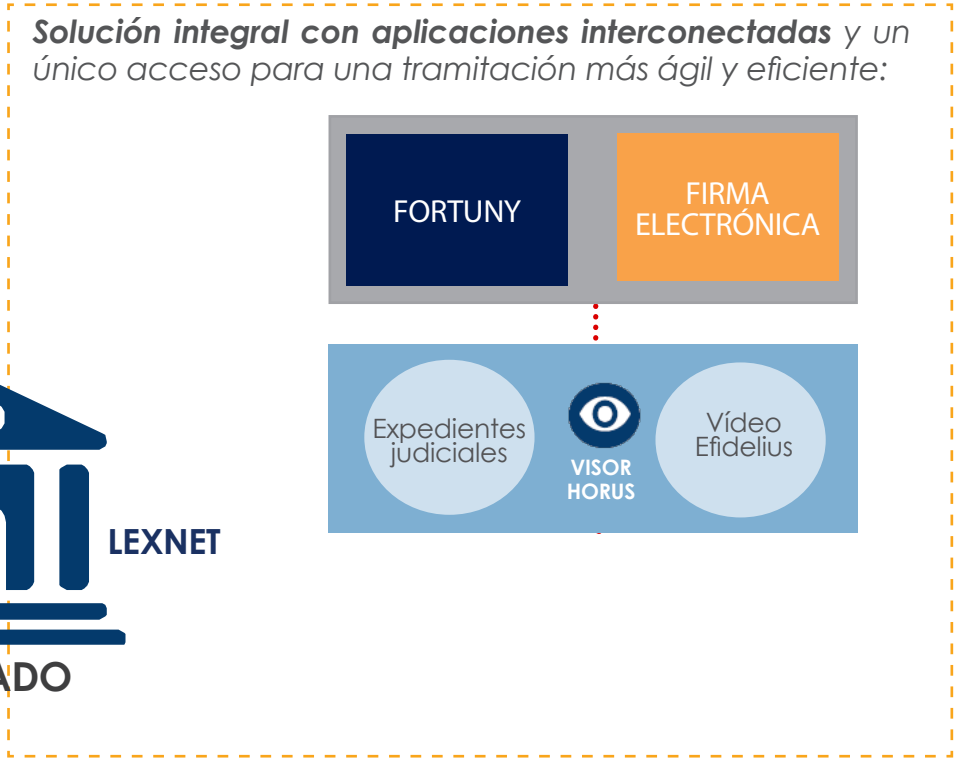 Solución integral con aplicaciones interconectadas y un
único acceso para una tramitación más ágil y eficiente:
FORTUNY
FIRMA
ELECTRÓNICA
Expedientes
judiciales
VISOR
HORUS
Vídeo
Efidelius
LEXNET
ADO